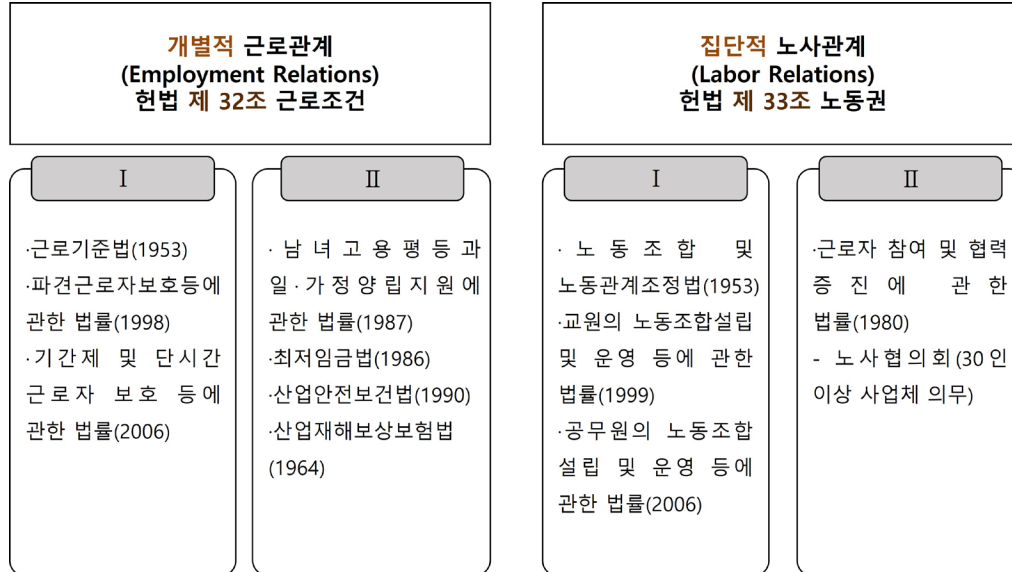 개별적 근로관계
(Employment Relations)
헌법 제 32조 근로조건
집단적 노사관계
(Labor Relations)
헌법 제 33조 노동권
Ⅰ
·근로기준법(1953)
·파견근로자보호등에
관한 법률(1998)
·기간제 및 단시간
근로자 보호 등에
관한 법률(2006)
Ⅱ
·남녀고용평등과
일·가정양립지원에
관한 법률(1987)
·최저임금법(1986)
·산업안전보건법(1990)
·산업재해보상보험법
(1964)
Ⅰ
·노동조합 및
노동관계조정법(1953)
·교원의 노동조합설립
및 운영 등에 관한
법률(1999)
·공무원의 노동조합
설립 및 운영 등에
관한 법률(2006)
Ⅱ
·근로자 참여 및 협력
증진에 관한
법률(1980)
- 노사협의회(30인
이상 사업체 의무)